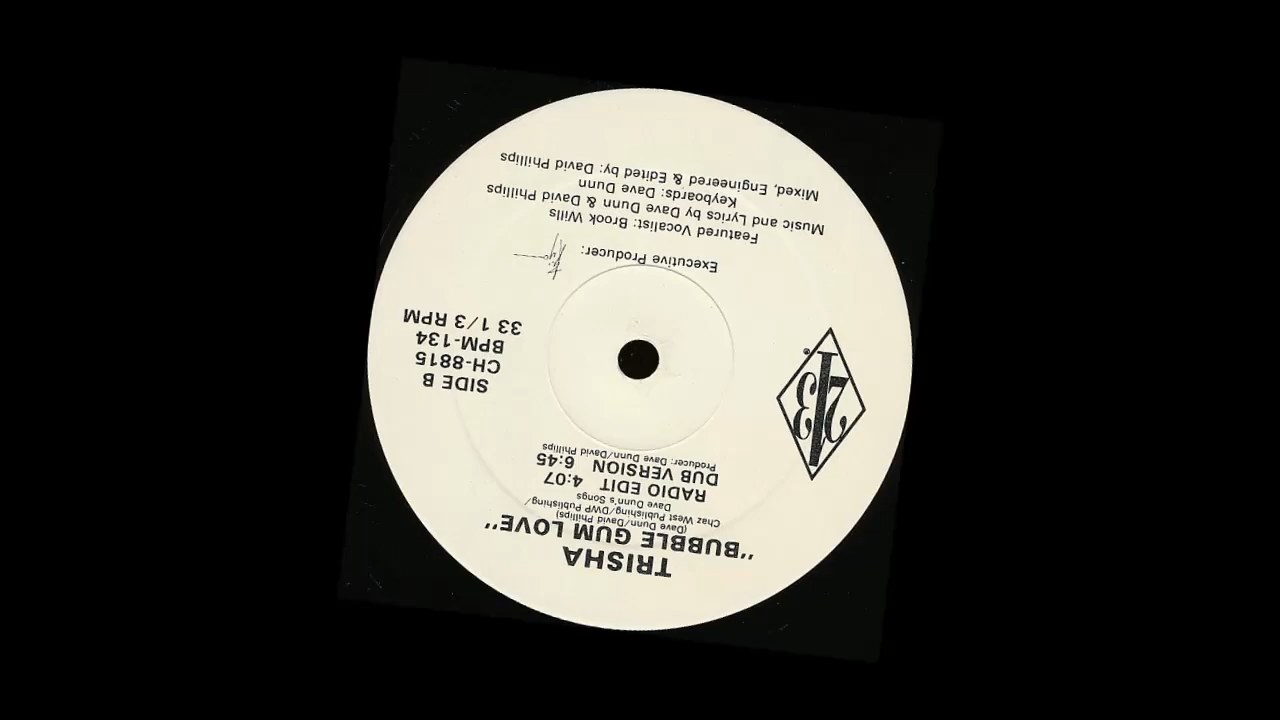 TRISHA
"BUBBLE GUM LOVE"
(Dave Dunn/David Phillips)
Chaz West Publishing/DWP Publishing/
Dave Dunn's Songs
RADIO EDIT 4:07
DUB VERSION 6:45
Producer: Dave Dunn/David Phillips
123
®
SIDE B
CH-8815
BPM-134
33 1/3 RPM
Executive Producer:
Featured Vocalist: Brook Wills
Music and Lyrics by Dave Dunn & David Phillips
Keyboards: Dave Dunn
Mixed, Engineered & Edited by: David Phillips